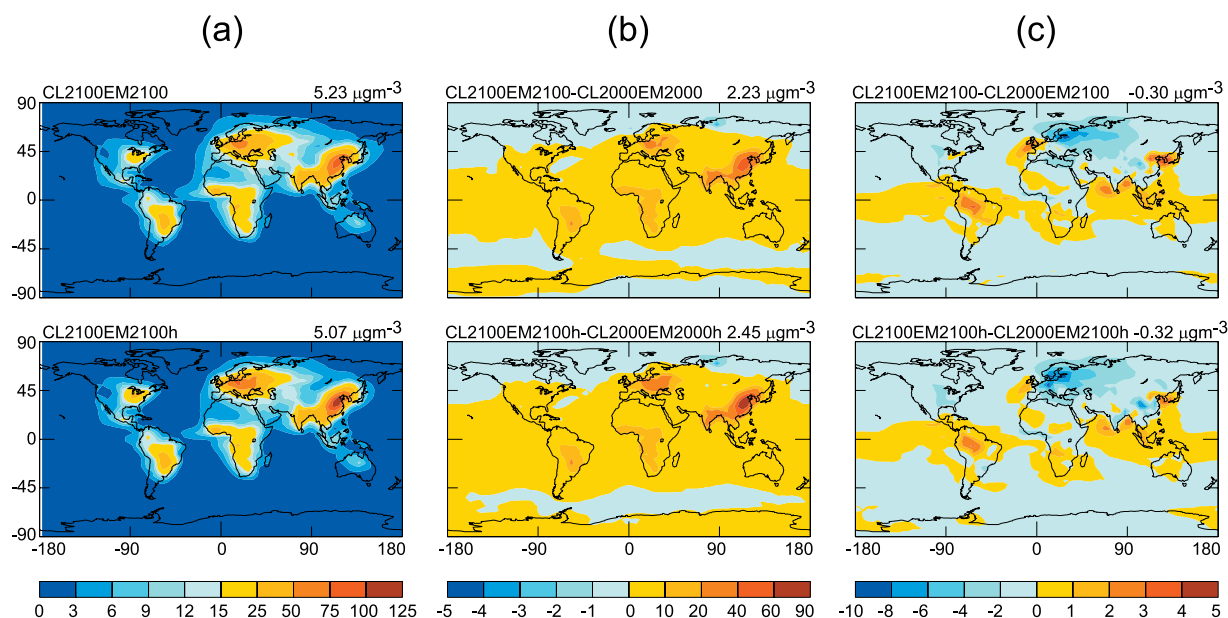 (a) (b) (c)
CL2100EM2100 5.23 µgm-3 CL2100EM2100-CL2000EM2000 2.23 µgm-3 CL2100EM2100-CL2000EM2100 -0.30 µgm-3
90
45
0
-45
-90
CL2100EM2100h 5.07 µgm-3 CL2100EM2100h-CL2000EM2000h 2.45 µgm-3 CL2100EM2100h-CL2000EM2100h -0.32 µgm-3
90
45
0
-45
-90
-180 -90 0 90 180 -180 -90 0 90 180 -180 -90 0 90 180
0 3 6 9 12 15 25 50 75 100 125 -5 -4 -3 -2 -1 0 10 20 40 60 90 -10 -8 -6 -4 -2 0 1 2 3 4 5